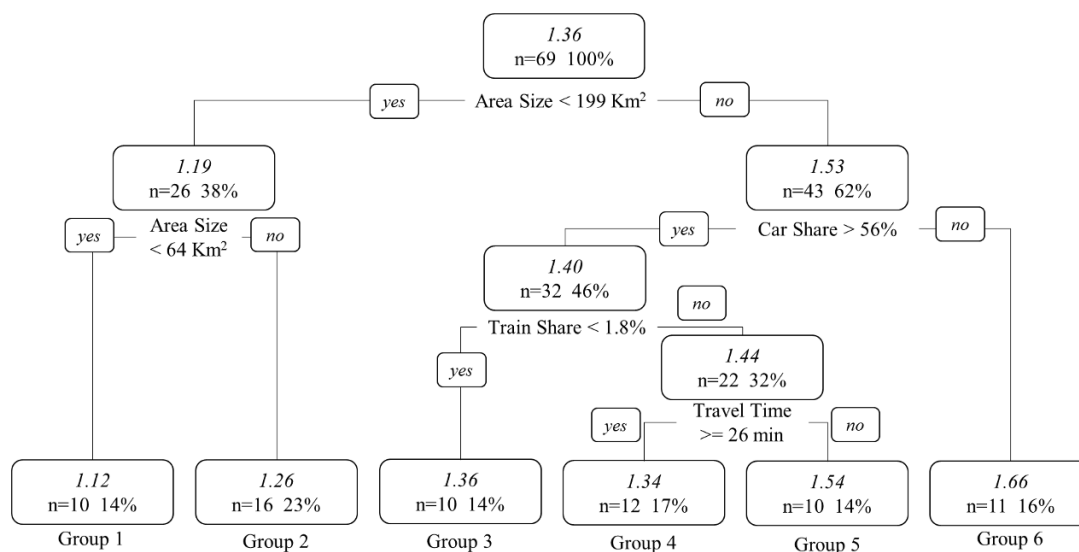 1.36
n=69 100%
yes
Area Size < 199 Km²
no
1.19
n=26 38%
1.53
n=43 62%
yes
Area Size
< 64 Km²
no
yes
Car Share > 56%
no
1.40
n=32 46%
no
Train Share < 1.8%
yes
1.44
n=22 32%
yes
Travel Time
>= 26 min
no
1.12
n=10 14%
1.26
n=16 23%
1.36
n=10 14%
1.34
n=12 17%
1.54
n=10 14%
1.66
n=11 16%
Group 1
Group 2
Group 3
Group 4
Group 5
Group 6